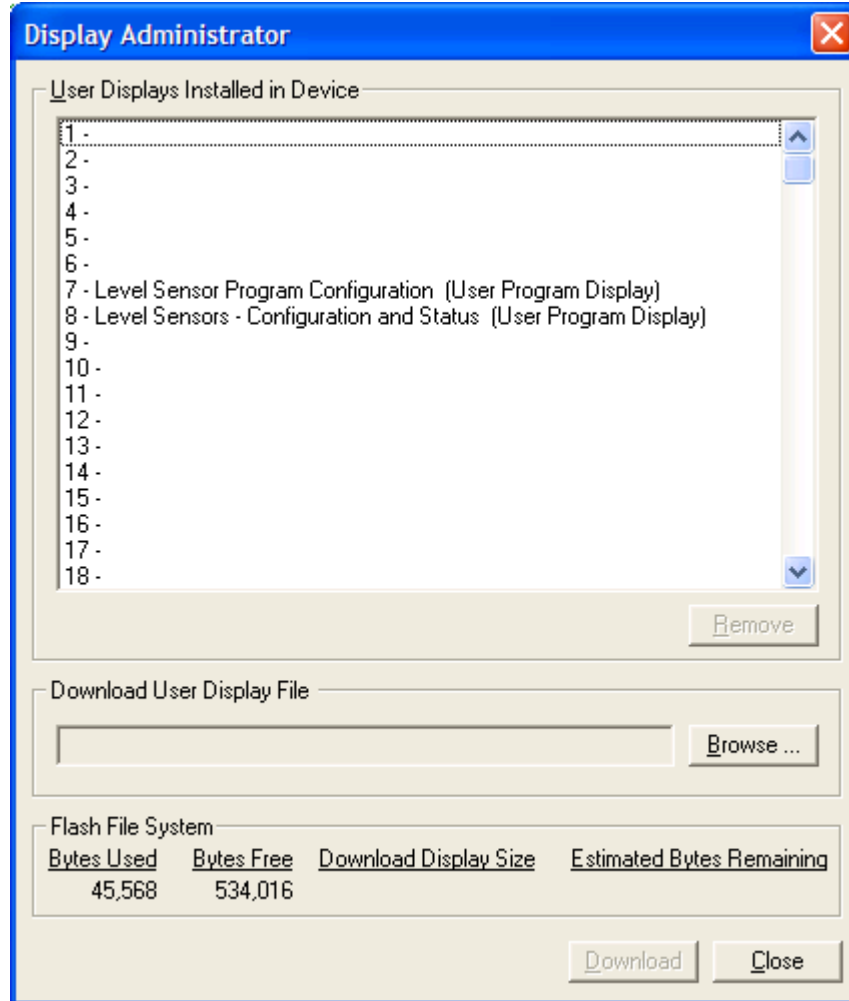 Display Administrator
User Displays Installed in Device
1 -
2 -
3 -
4 -
5 -
6 -
7 - Level Sensor Program Configuration  (User Program Display)
8 - Level Sensors - Configuration and Status  (User Program Display)
9 -
10 -
11 -
12 -
13 -
14 -
15 -
16 -
17 -
18 -
Remove
Download User Display File
Browse ...
Flash File System
Bytes Used Bytes Free Download Display Size Estimated Bytes Remaining
45,568 534,016
Download Close